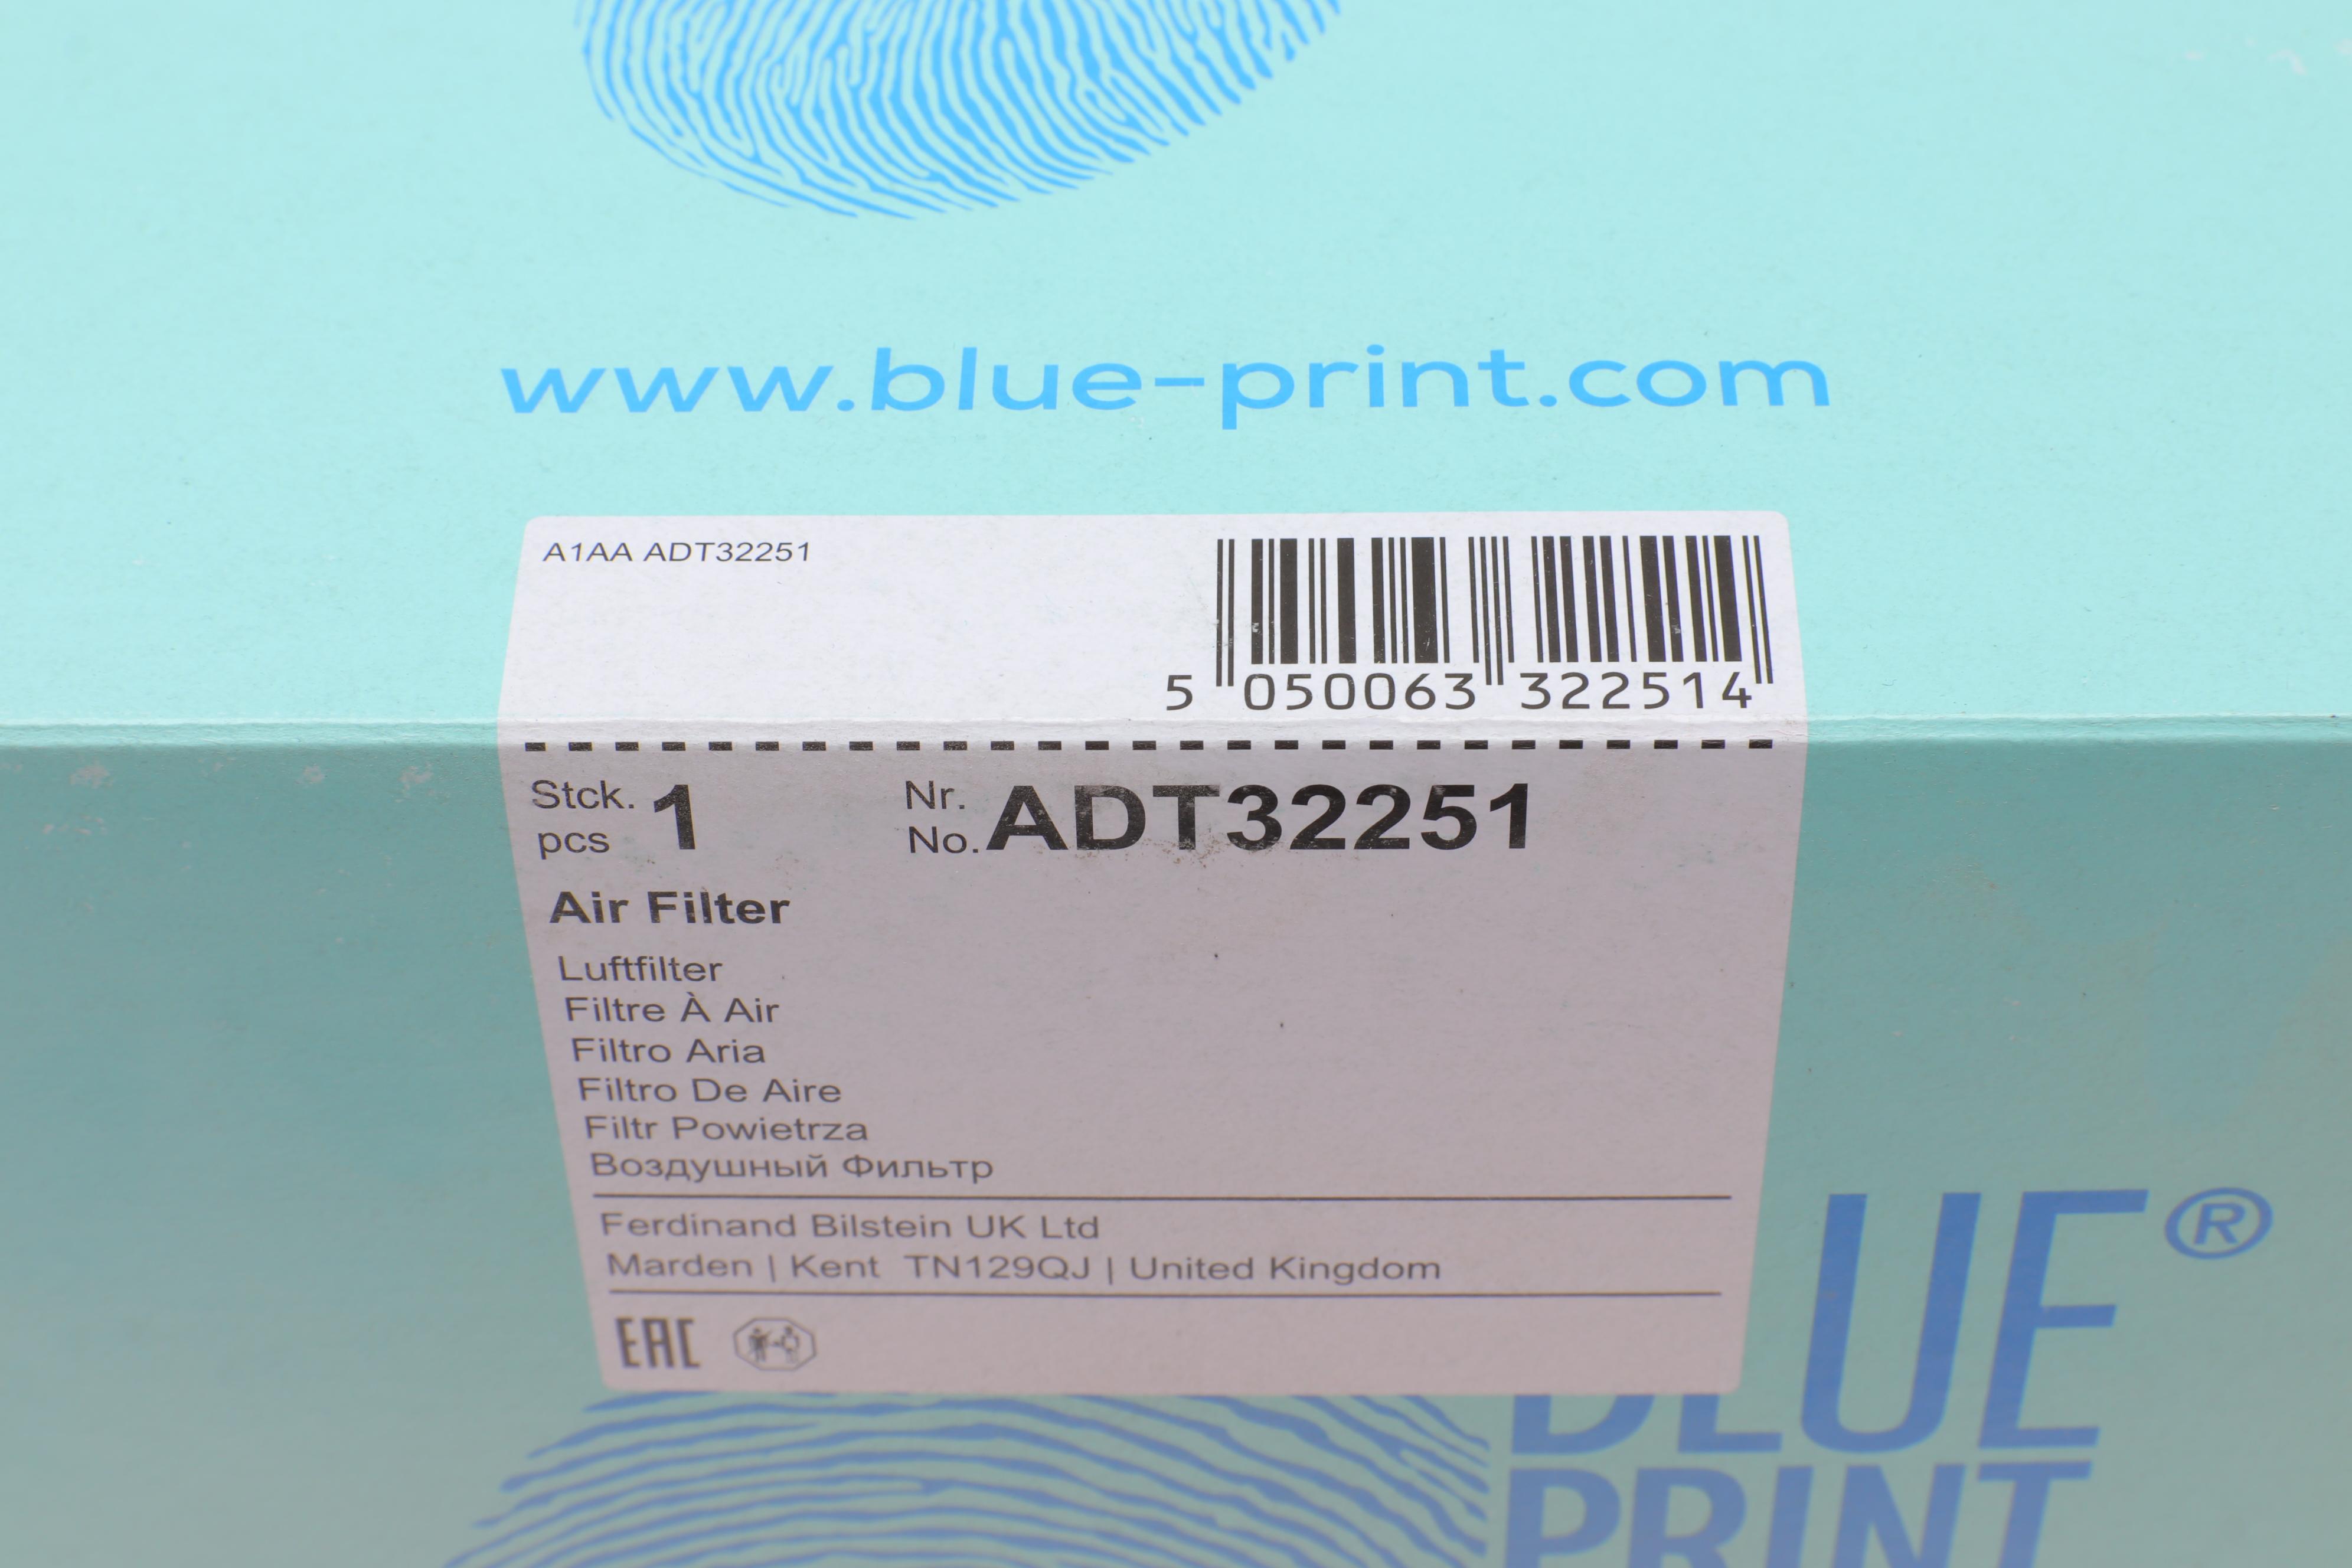 www.blue-print.com
A1AA ADT32251
5 050063 322514
Stck. pcs 1 Nr. No. ADT32251
Air Filter
Luftfilter
Filtre À Air
Filtro Aria
Filtro De Aire
Filtr Powietrza
Воздушный Фильтр
Ferdinand Bilstein UK Ltd
Marden | Kent TN129QJ | United Kingdom
EAC
BLUE®
PRINT